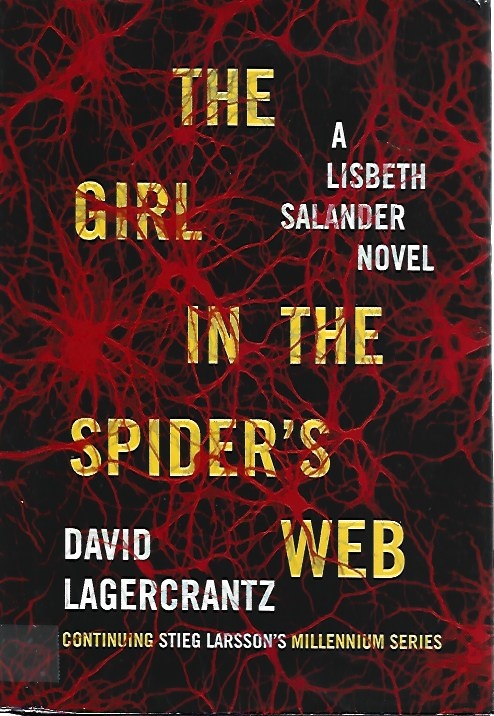 THE
GIRL
A
LISBETH
SALANDER
NOVEL
IN THE
SPIDER'S
WEB
DAVID
LAGERCRANTZ
CONTINUING STIEG LARSSON'S MILLENNIUM SERIES